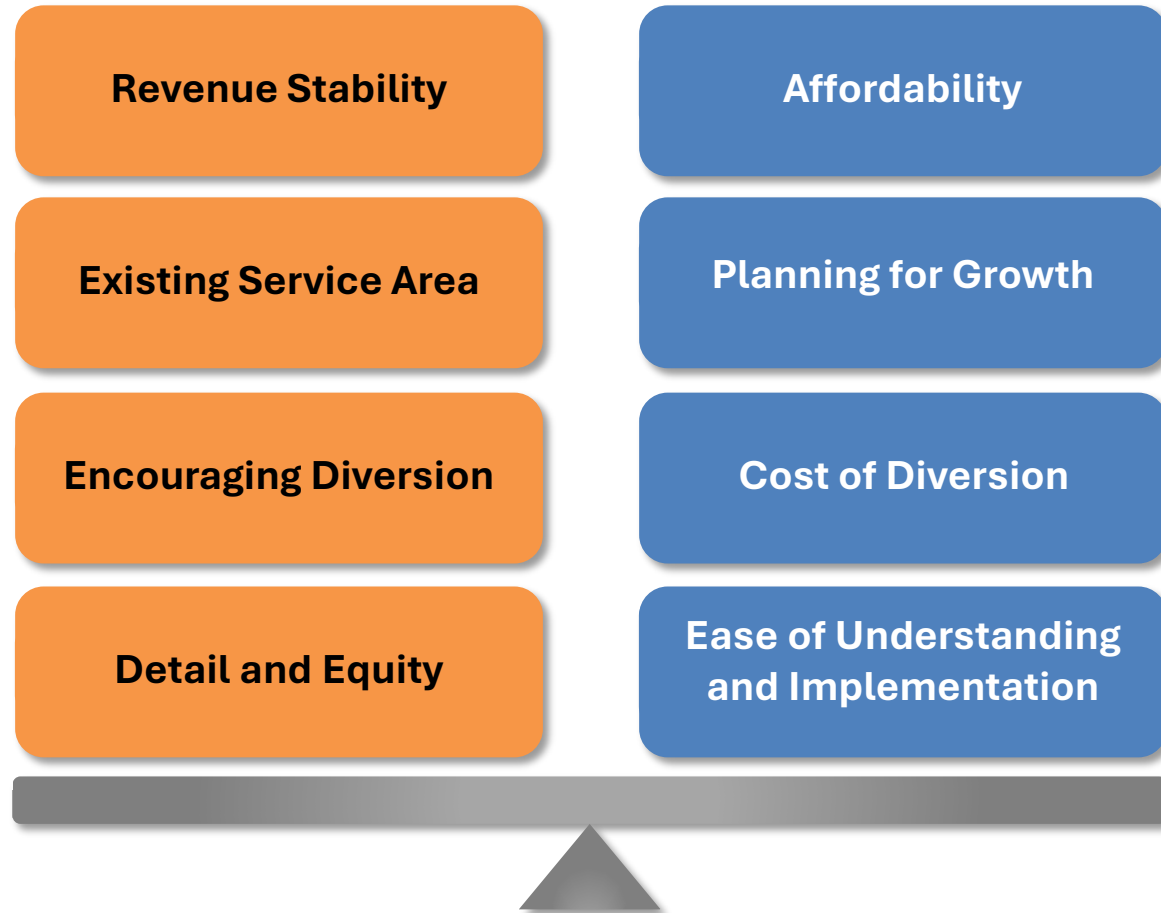 Revenue Stability
Affordability
Existing Service Area
Planning for Growth
Encouraging Diversion
Cost of Diversion
Detail and Equity
Ease of Understanding
and Implementation